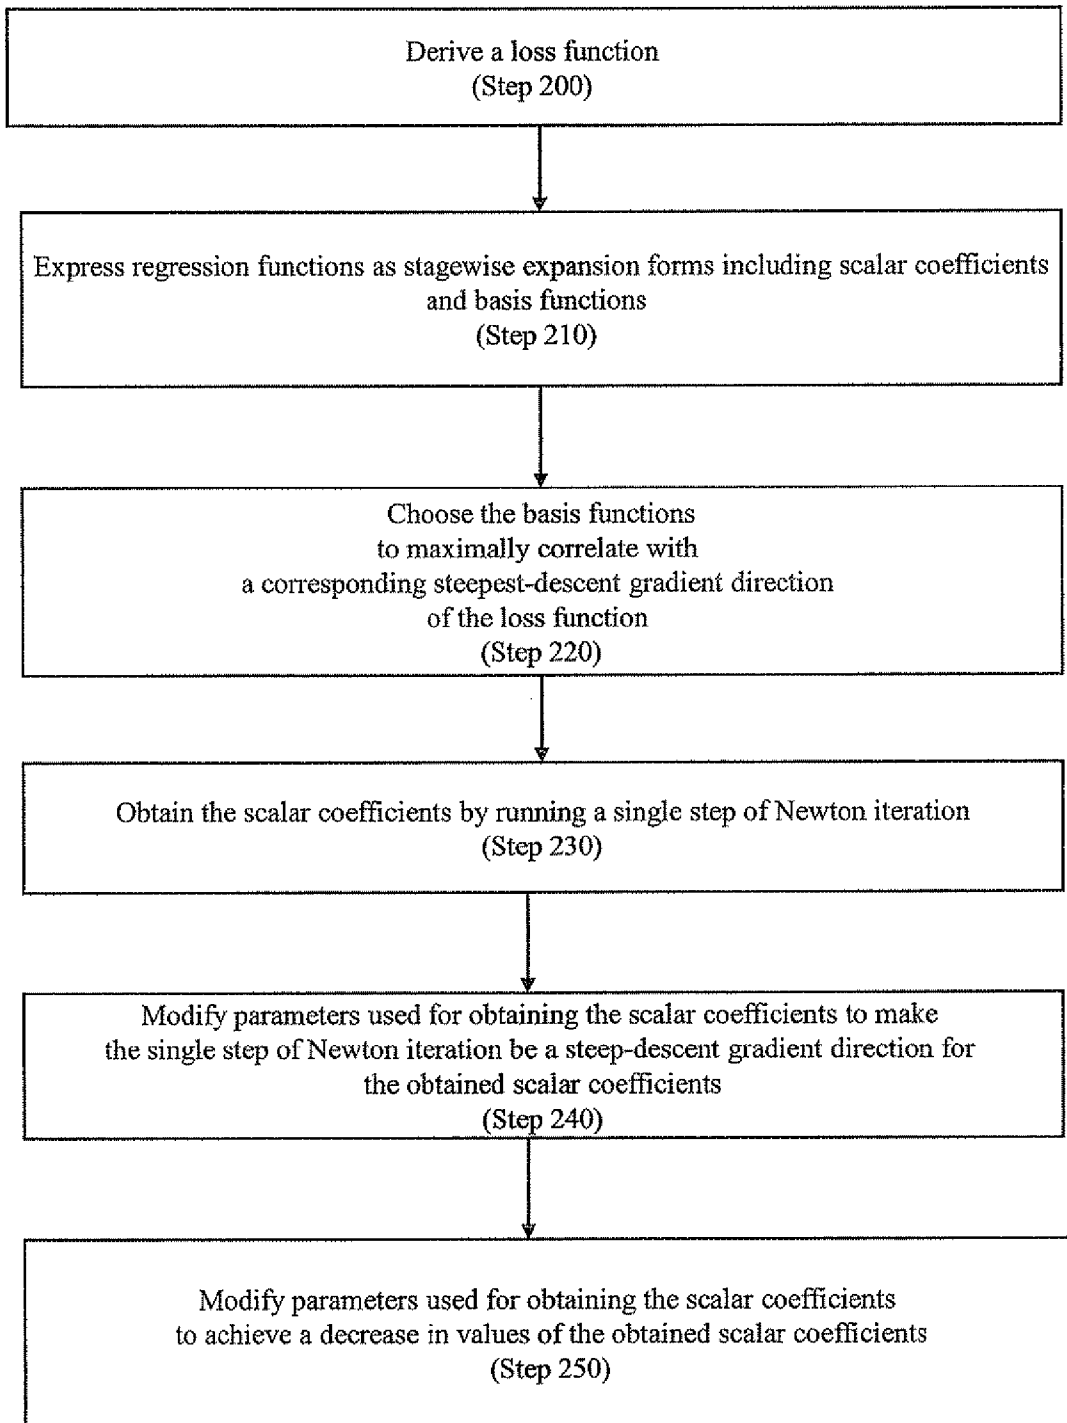 Derive a loss function
(Step 200)
Express regression functions as stagewise expansion forms including scalar coefficients
and basis functions
(Step 210)
Choose the basis functions
to maximally correlate with
a corresponding steepest-descent gradient direction
of the loss function
(Step 220)
Obtain the scalar coefficients by running a single step of Newton iteration
(Step 230)
Modify parameters used for obtaining the scalar coefficients to make
the single step of Newton iteration be a steep-descent gradient direction for
the obtained scalar coefficients
(Step 240)
Modify parameters used for obtaining the scalar coefficients
to achieve a decrease in values of the obtained scalar coefficients
(Step 250)